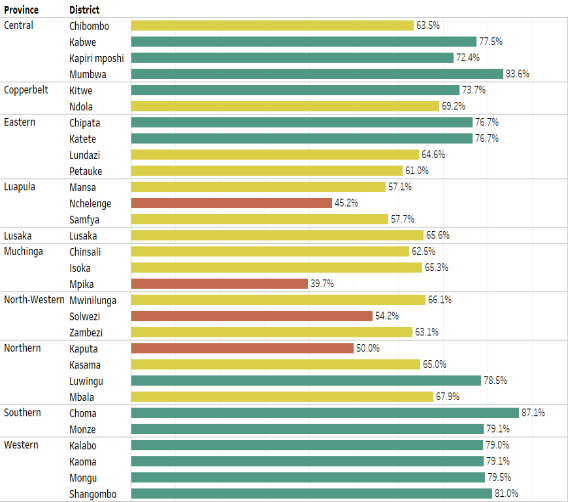 Province District
Central Chibombo 63.5%
Kabwe 77.5%
Kapiri mposhi 72.4%
Mumbwa 83.6%
Copperbelt Kitwe 73.7%
Ndola 69.2%
Eastern Chipata 76.7%
Katete 76.7%
Lundazi 64.6%
Petauke 61.0%
Luapula Mansa 57.1%
Nchelenge 45.2%
Samfya 57.7%
Lusaka Lusaka 65.6%
Muchinga Chinsali 62.5%
Isoka 65.3%
Mpika 39.7%
North-Western Mwinilunga 66.1%
Solwezi 54.2%
Zambezi 63.1%
Northern Kaputa 50.0%
Kasama 65.0%
Luwingu 78.5%
Mbala 67.9%
Southern Choma 87.1%
Monze 79.1%
Western Kalabo 79.0%
Kaoma 79.1%
Mongu 79.5%
Shangombo 81.0%